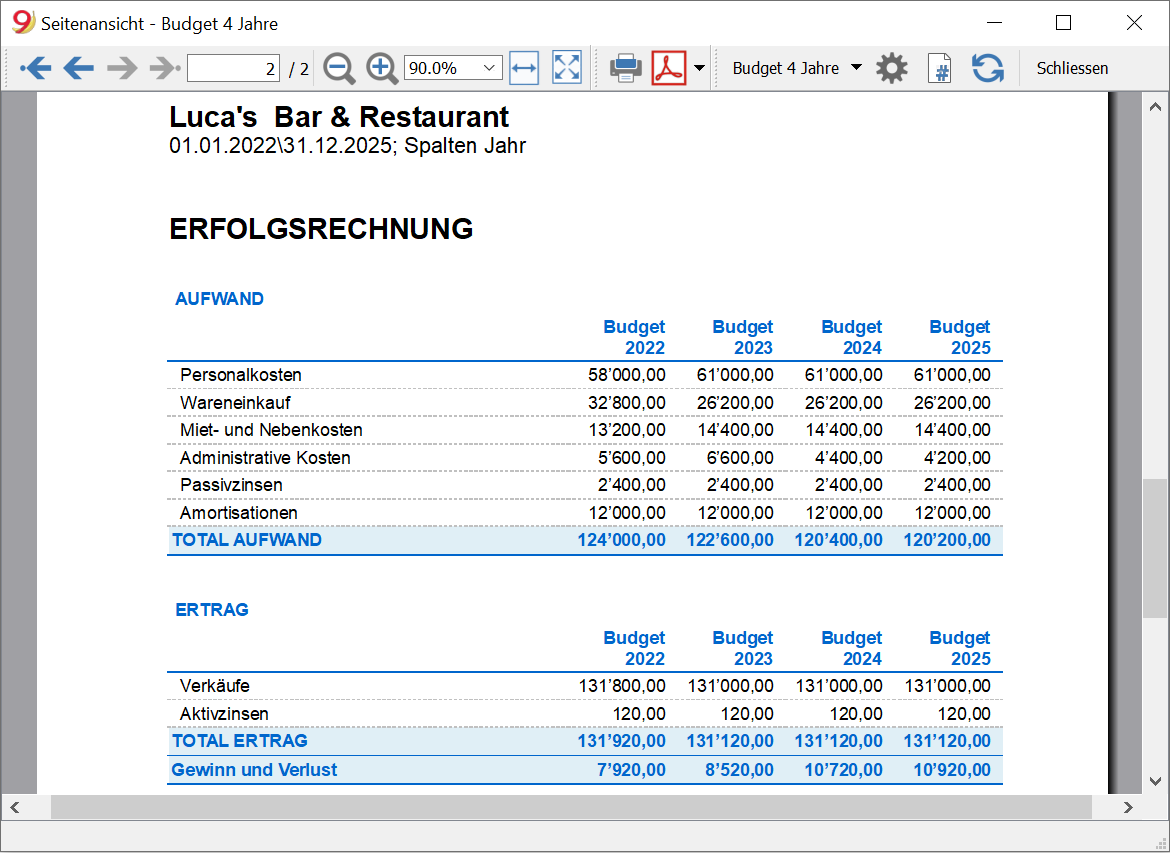 Seitenansicht - Budget 4 Jahre
2 / 2 90.0% Budget 4 Jahre # Schliessen
Luca's Bar & Restaurant
01.01.2022\31.12.2025; Spalten Jahr
ERFOLGSRECHNUNG
AUFWAND
Budget Budget Budget Budget
2022 2023 2024 2025
Personalkosten 58’000,00 61’000,00 61’000,00 61’000,00
Wareneinkauf 32’800,00 26’200,00 26’200,00 26’200,00
Miet- und Nebenkosten 13’200,00 14’400,00 14’400,00 14’400,00
Administrative Kosten 5’600,00 6’600,00 4’400,00 4’200,00
Passivzinsen 2’400,00 2’400,00 2’400,00 2’400,00
Amortisationen 12’000,00 12’000,00 12’000,00 12’000,00
TOTAL AUFWAND 124’000,00 122’600,00 120’400,00 120’200,00
ERTRAG
Budget Budget Budget Budget
2022 2023 2024 2025
Verkäufe 131’800,00 131’000,00 131’000,00 131’000,00
Aktivzinsen 120,00 120,00 120,00 120,00
TOTAL ERTRAG 131’920,00 131’120,00 131’120,00 131’120,00
Gewinn und Verlust 7’920,00 8’520,00 10’720,00 10’920,00